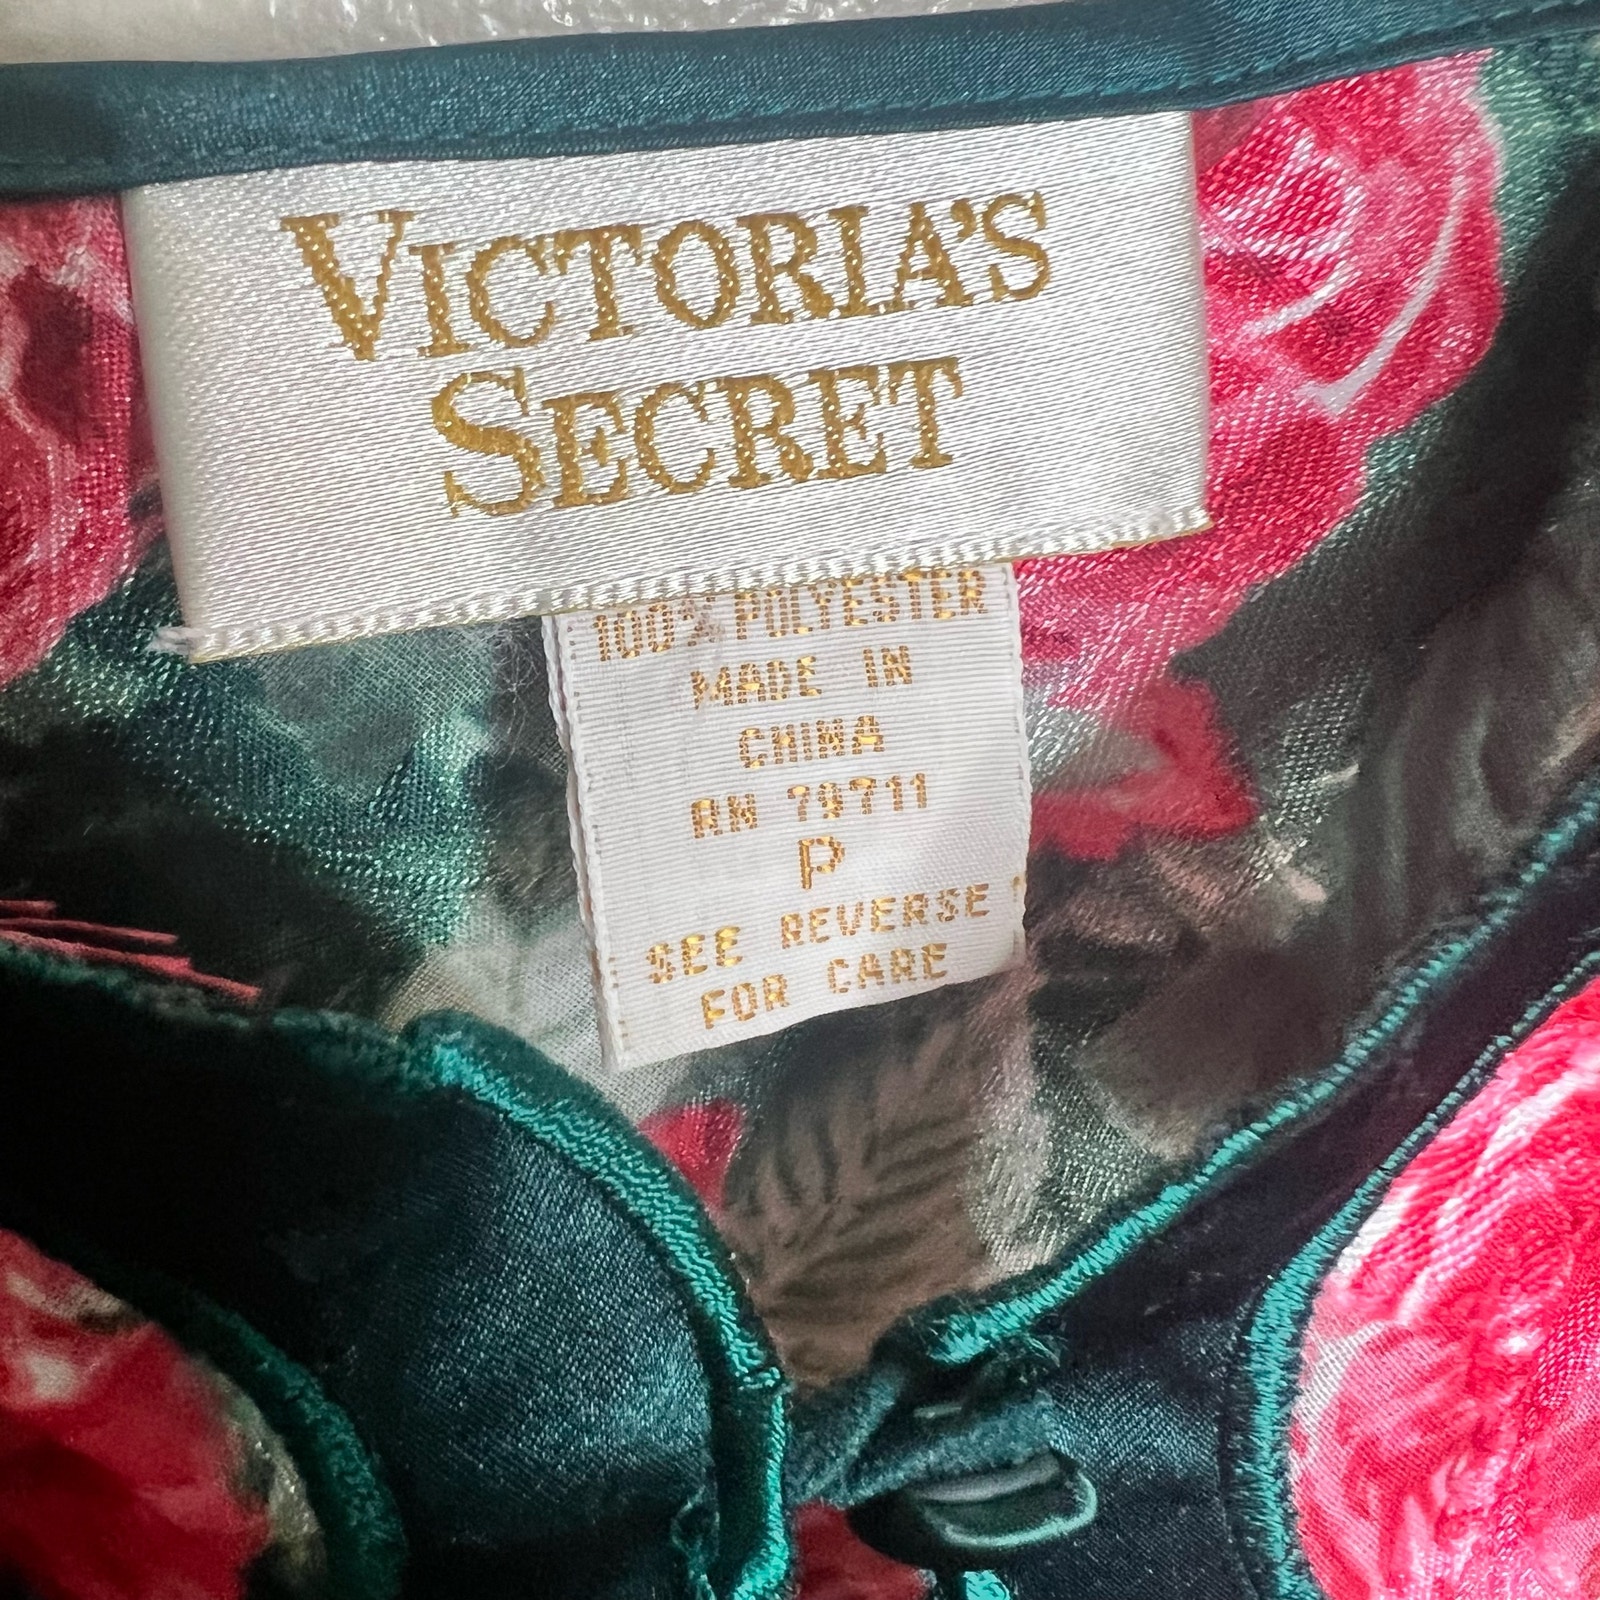 VICTORIA'S
SECRET
100% POLYESTER
MADE IN
CHINA
RN 79711
P
SEE REVERSE
FOR CARE